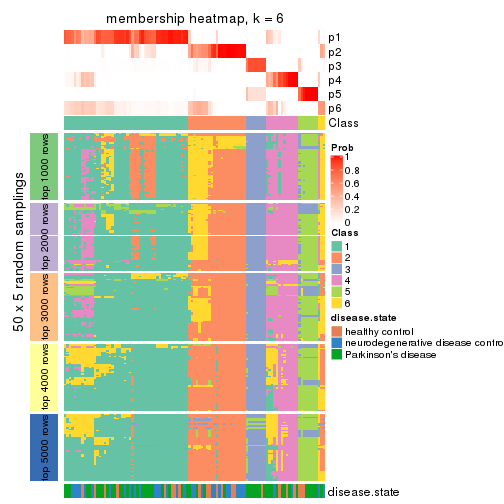 membership heatmap, k = 6
p1
p2
p3
p4
p5
p6
Class
50 x 5 random samplings
top 1000 rows
top 2000 rows
top 3000 rows
top 4000 rows
top 5000 rows
disease.state
Prob
1
0.8
0.6
0.4
0.2
0
Class
1
2
3
4
5
6
disease.state
healthy control
neurodegenerative disease contro
Parkinson's disease